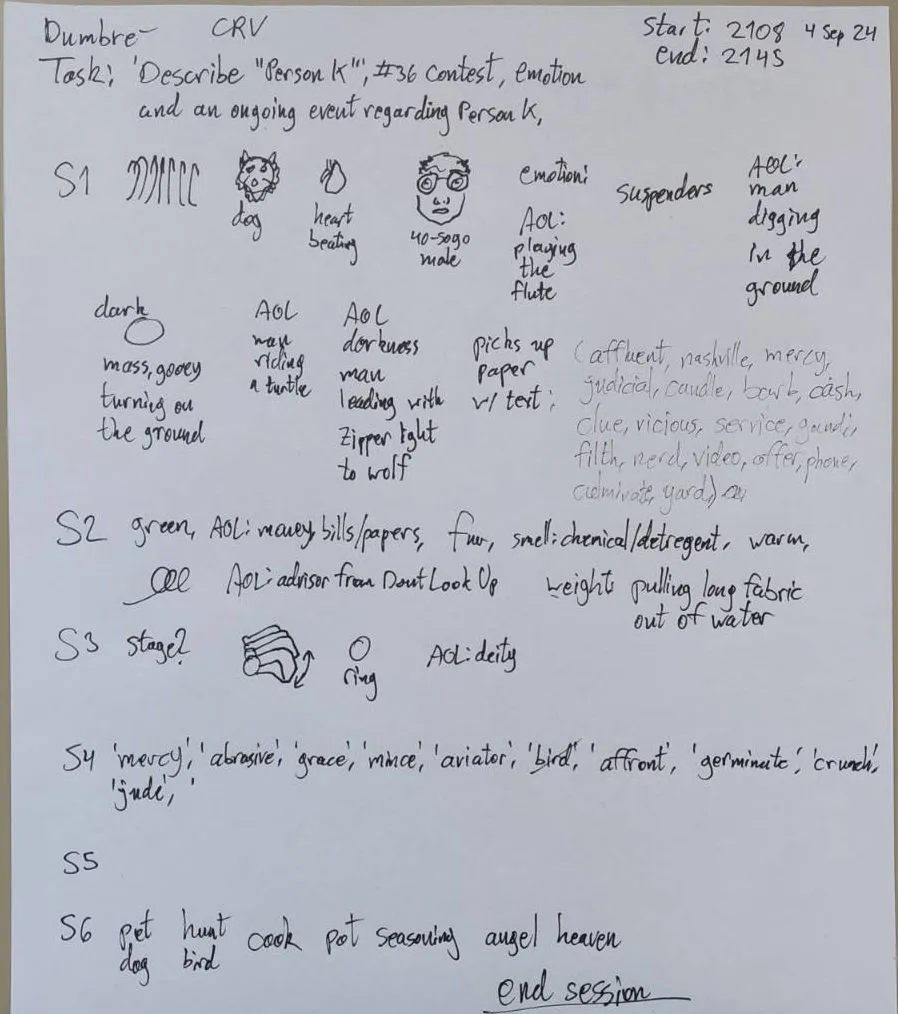 Dumbre- CRV Start: 2108 4 Sep 24
end: 2145
Task: 'Describe "Person K"', #36 Contest, emotion
and an ongoing event regarding Person K,
S1
dog
heart
beating
40-50yo
male
emotion:
AOL:
playing
the
flute
suspenders
AOL:
man
digging
in the
ground
dark
mass, gooey
turning on
the ground
AOL
man
riding
a turtle
AOL
darkness
man
leading with
Zipper light
to wolf
picks up
paper
w/ text:
(affluent, nashville, mercy,
judicial, candle, bomb, cash,
clue, vicious, service,
filth, nerd, video, offer, phone,
culminate, yard)
S2 green, AOL: money, bills/papers, fur, smell: chemical/detregent, warm,
AOL: advisor from Dont Look Up weights pulling long fabric
out of water
S3 stage?
ring
AOL: deity
S4 'mercy', 'abrasive', 'grace', 'mince', 'aviator', 'bird', 'affront', 'germinate', 'crunch',
'jude', '
S5
S6 pet hunt cook pot seasoning angel heaven
dog bird
end session